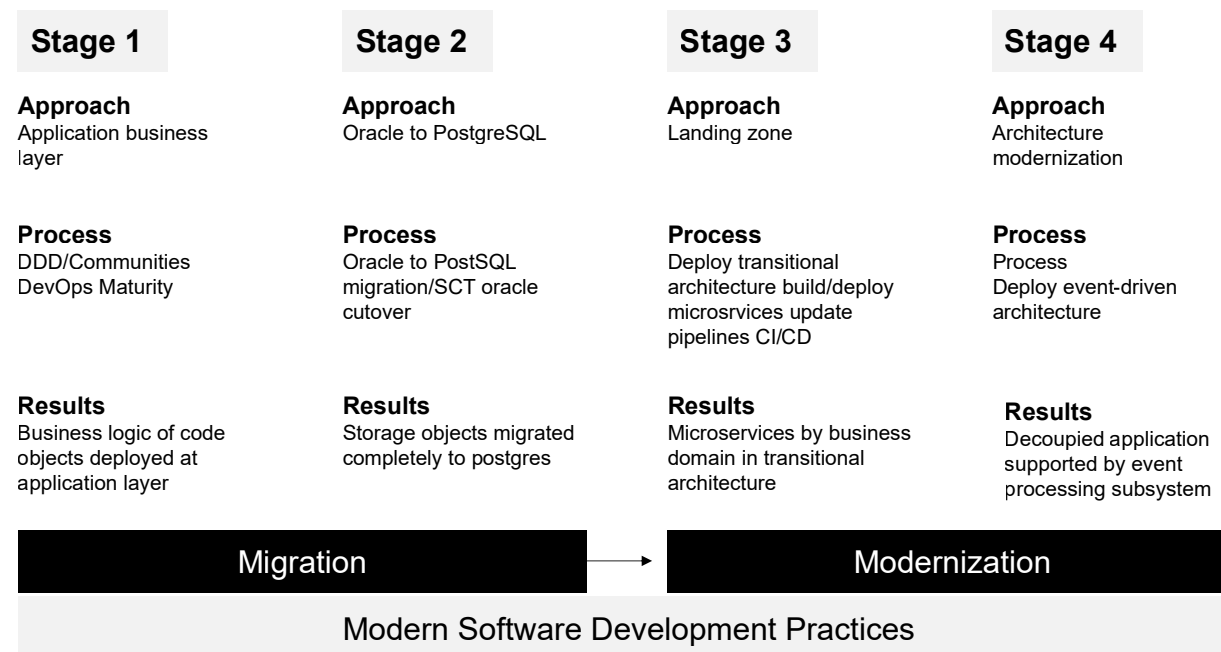 Stage 1
Approach
Application business
layer
Process
DDD/Communities
DevOps Maturity
Results
Business logic of code
objects deployed at
application layer
Stage 2
Approach
Oracle to PostgreSQL
Process
Oracle to PostSQL
migration/SCT oracle
cutover
Results
Storage objects migrated
completely to postgres
Stage 3
Approach
Landing zone
Process
Deploy transitional
architecture build/deploy
microsrvices update
pipelines CI/CD
Results
Microservices by business
domain in transitional
architecture
Stage 4
Approach
Architecture
modernization
Process
Process
Deploy event-driven
architecture
Results
Decoupied application
supported by event
processing subsystem
Migration
Modernization
Modern Software Development Practices